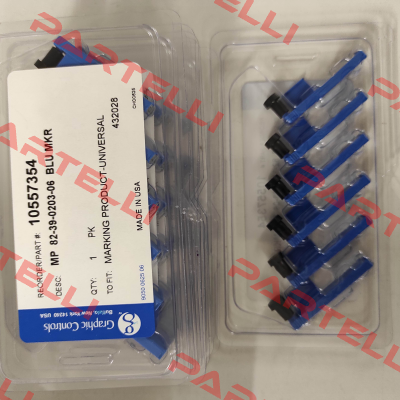 PARTELLI
REORDER/PART #: 10557354
DESC: MP 82-39-0203-06 BLU MKR
QTY: 1 PK
TO FIT: MARKING PRODUCT-UNIVERSAL
432028
MADE IN USA
Graphic Controls
Buffalo, New York 14240
USA
PARTELLI
PARTELLI
PARTELLI